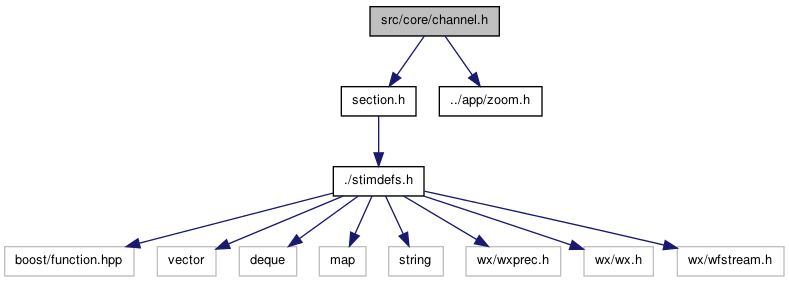 src/core/channel.h
section.h
../app/zoom.h
./stimdefs.h
boost/function.hpp
vector
deque
map
string
wx/wxprec.h
wx/wx.h
wx/wfstream.h